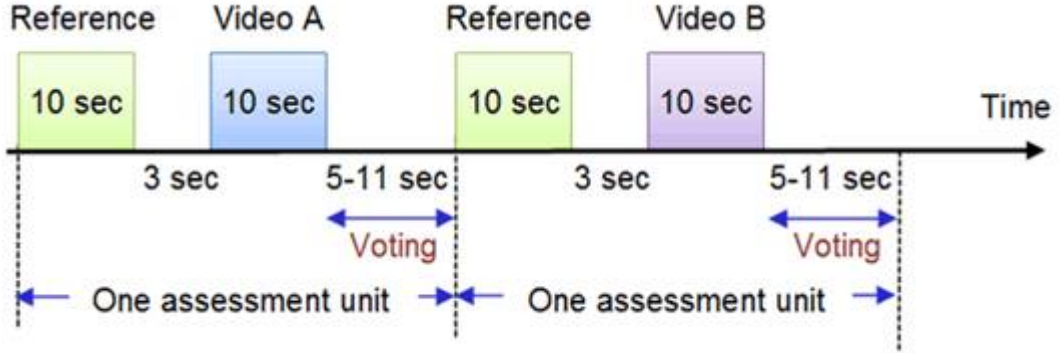 Reference Video A Reference Video B
10 sec 10 sec 10 sec 10 sec Time
3 sec 5-11 sec 3 sec 5-11 sec
Voting Voting
One assessment unit One assessment unit